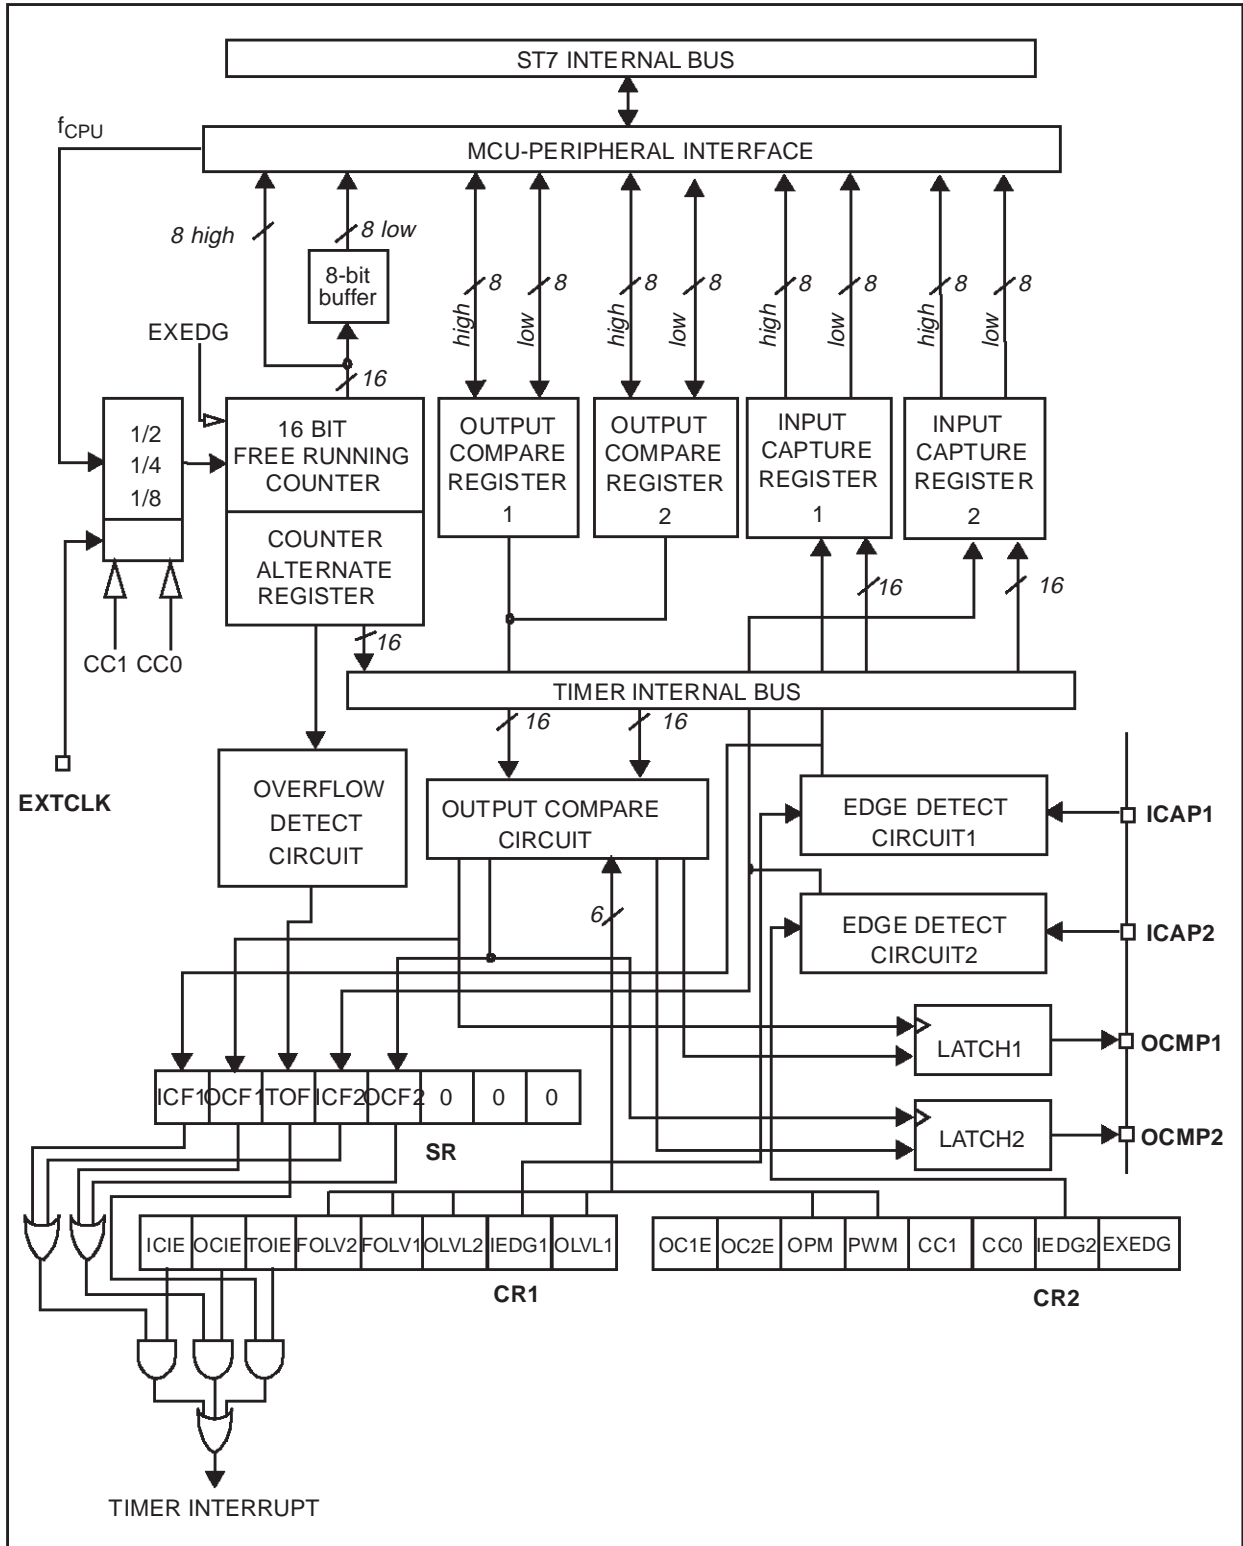 ST7 INTERNAL BUS
fCPU
MCU-PERIPHERAL INTERFACE
8 high
8 low
8-bit
buffer
8
8
8
8
8
8
8
8
high
low
high
low
high
low
high
low
EXEDG
16
1/2
1/4
1/8
16 BIT
FREE RUNNING
COUNTER
OUTPUT
COMPARE
REGISTER
1
OUTPUT
COMPARE
REGISTER
2
INPUT
CAPTURE
REGISTER
1
INPUT
CAPTURE
REGISTER
2
COUNTER
ALTERNATE
REGISTER
16
16
16
CC1 CC0
TIMER INTERNAL BUS
16
16
EXTCLK
OVERFLOW
DETECT
CIRCUIT
OUTPUT COMPARE
CIRCUIT
EDGE DETECT
CIRCUIT1
ICAP1
6
EDGE DETECT
CIRCUIT2
ICAP2
LATCH1
OCMP1
ICF1 OCF1 TOF ICF2 OCF2 0 0 0
SR
LATCH2
OCMP2
ICIE OCIE TOIE FOLV2 FOLV1 OLVL2 IEDG1 OLVL1
CR1
OC1E OC2E OPM PWM CC1 CC0 IEDG2 EXEDG
CR2
TIMER INTERRUPT